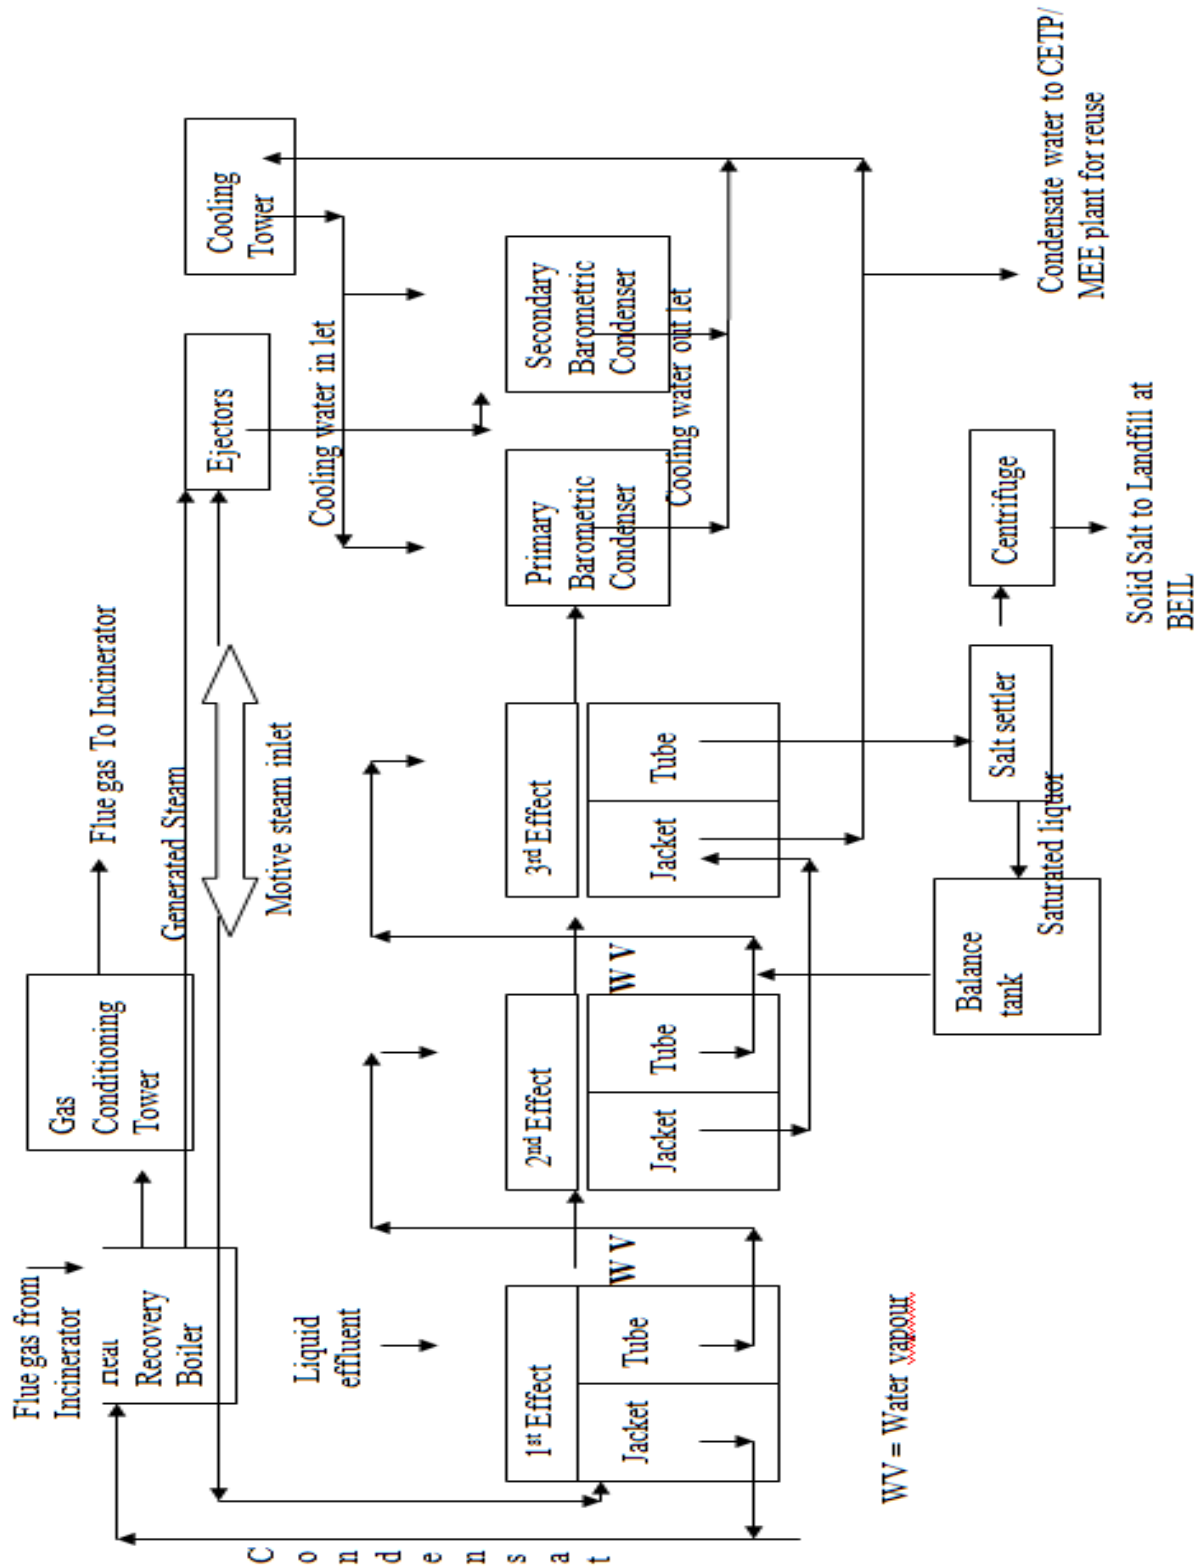 Flue gas from
Incinerator
Heat
Recovery
Boiler
Gas
Conditioning
Tower
Flue gas To Incinerator
Generated Steam
Motive steam inlet
Ejectors
Cooling
Tower
Liquid
effluent
Cooling water in let
C
o
n
d
e
n
s
a
t
1st Effect
Jacket
Tube
W V
2nd Effect
Jacket
Tube
W V
3rd Effect
Jacket
Tube
Primary
Barometric
Condenser
Secondary
Barometric
Condenser
Cooling water out let
WV = Water vapour
Balance
tank
Saturated liquor
Salt settler
Centrifuge
Solid Salt to Landfill at
BEIL
Condensate water to CETP/
MEE plant for reuse